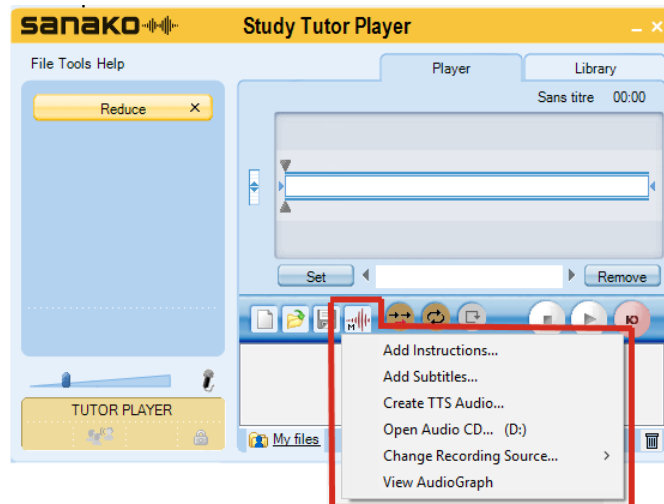 sanako
Study Tutor Player
File Tools Help
Player
Library
Reduce ×
Sans titre 00:00
Set
Remove
M
Add Instructions...
Add Subtitles...
Create TTS Audio...
Open Audio CD... (D:)
Change Recording Source... >
View AudioGraph
TUTOR PLAYER
My files